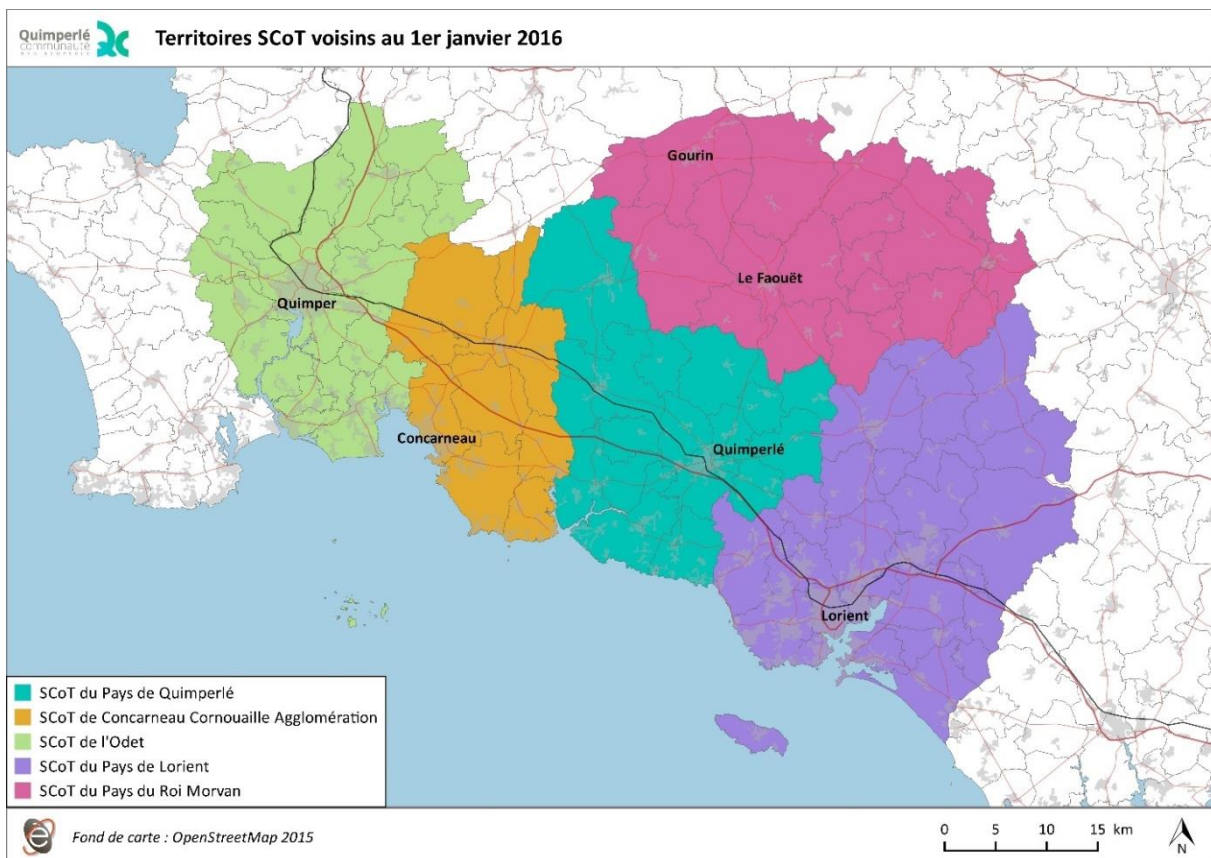 Quimperlé
communauté
Territoires SCoT voisins au 1er janvier 2016
Gourin
Le Faouët
Quimper
Concarneau
Quimperlé
Lorient
SCoT du Pays de Quimperlé
SCoT de Concarneau Cornouaille Agglomération
SCoT de l'Odet
SCoT du Pays de Lorient
SCoT du Pays du Roi Morvan
Fond de carte : OpenStreetMap 2015
0 5 10 15 km
N